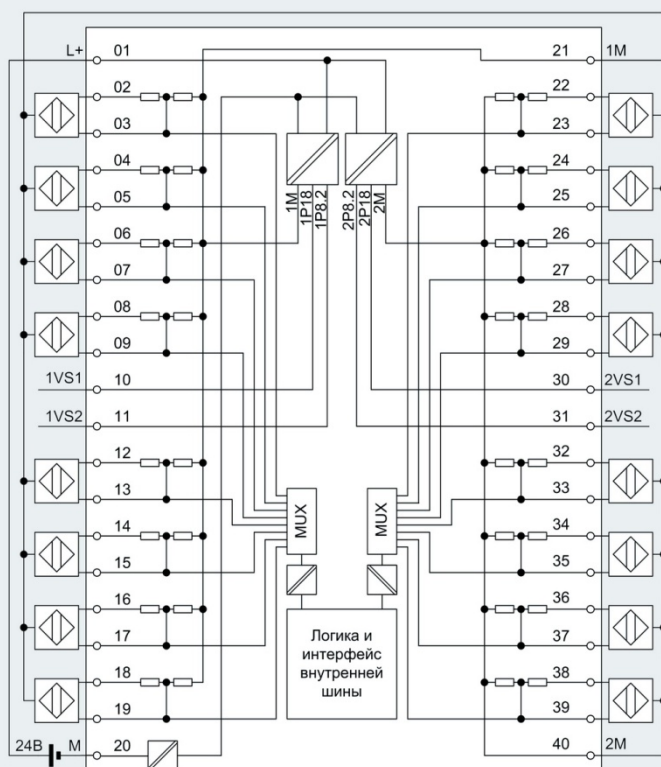 L+ 01 21 1M
02 22
03 23
04 24
05 25
1M 1P18 1P8.2 2P8.2 2P18 2M
06 26
07 27
08 28
09 29
1VS1 10 30 2VS1
1VS2 11 31 2VS2
12 32
13 33
MUX MUX
14 34
15 35
16 36
Логика и
интерфейс
внутренней
шины
17 37
18 38
19 39
24В M 20 40 2M